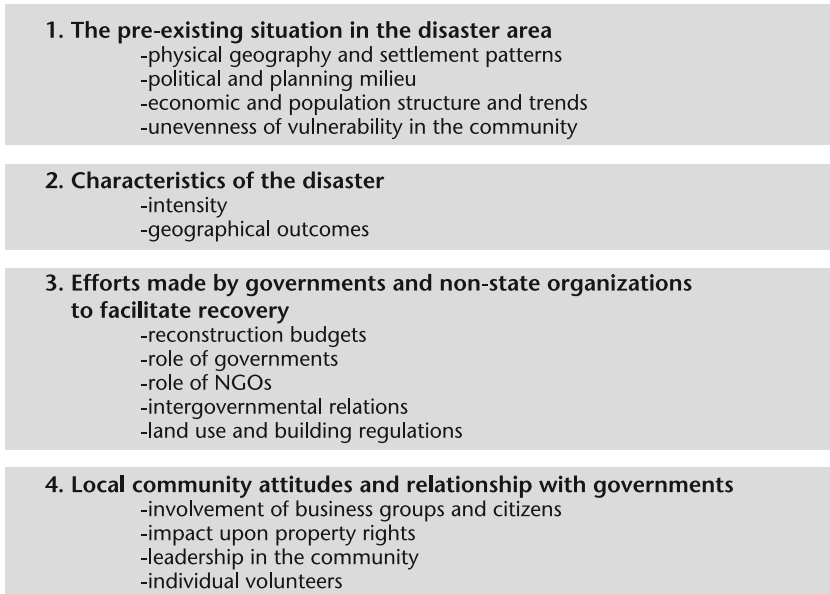 1. The pre-existing situation in the disaster area
-physical geography and settlement patterns
-political and planning milieu
-economic and population structure and trends
-unevenness of vulnerability in the community
2. Characteristics of the disaster
-intensity
-geographical outcomes
3. Efforts made by governments and non-state organizations
to facilitate recovery
-reconstruction budgets
-role of governments
-role of NGOs
-intergovernmental relations
-land use and building regulations
4. Local community attitudes and relationship with governments
-involvement of business groups and citizens
-impact upon property rights
-leadership in the community
-individual volunteers